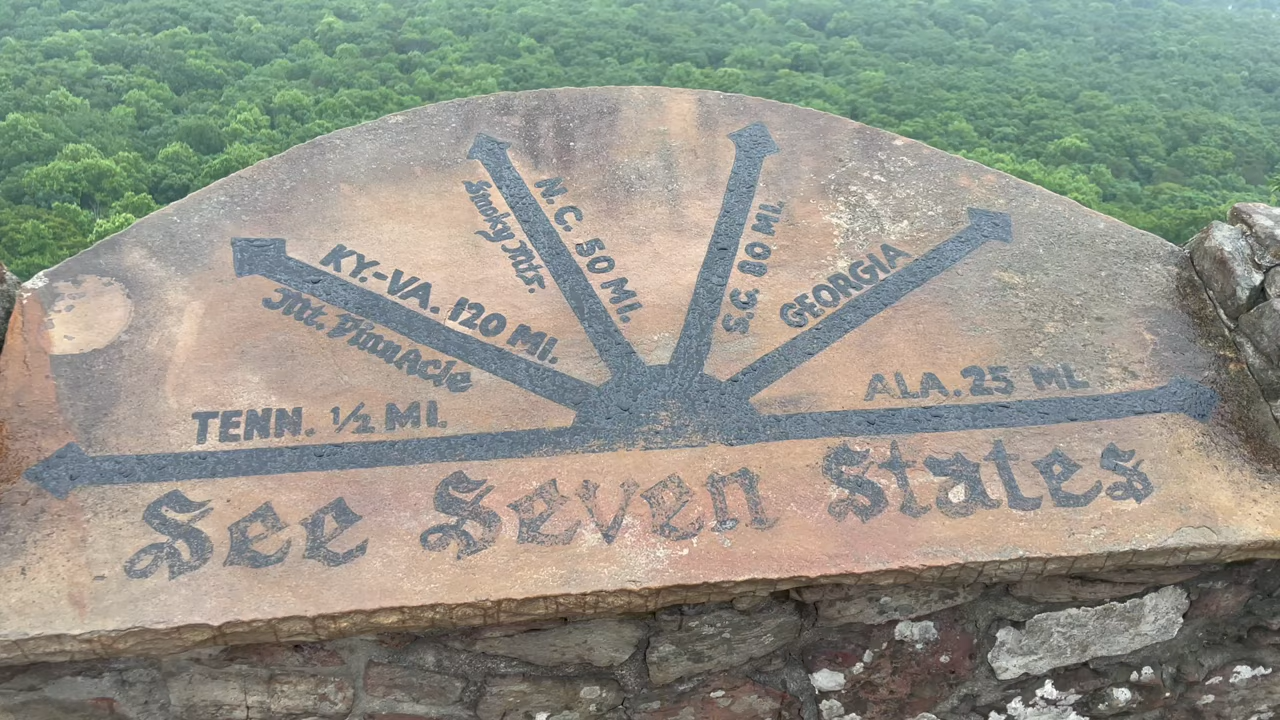 TENN. ½ MI.
KY.-VA. 120 MI.
Mt. Pinnacle
N. C. 50 MI.
Smoky Mts.
S.C. 80 MI.
GEORGIA
ALA. 25 MI.
See Seven States